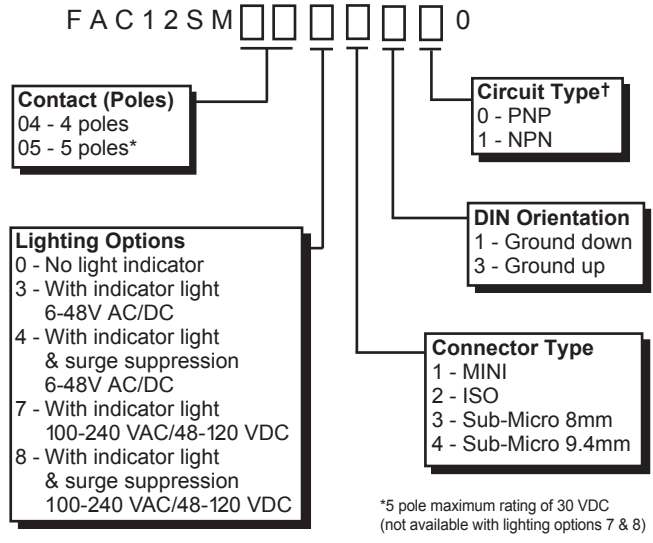 FAC12SM 0
Contact (Poles)
04 - 4 poles
05 - 5 poles*
Circuit Type†
0 - PNP
1 - NPN
DIN Orientation
1 - Ground down
3 - Ground up
Lighting Options
0 - No light indicator
3 - With indicator light
6-48V AC/DC
4 - With indicator light
& surge suppression
6-48V AC/DC
7 - With indicator light
100-240 VAC/48-120 VDC
8 - With indicator light
& surge suppression
100-240 VAC/48-120 VDC
Connector Type
1 - MINI
2 - ISO
3 - Sub-Micro 8mm
4 - Sub-Micro 9.4mm
*5 pole maximum rating of 30 VDC
(not available with lighting options 7 & 8)